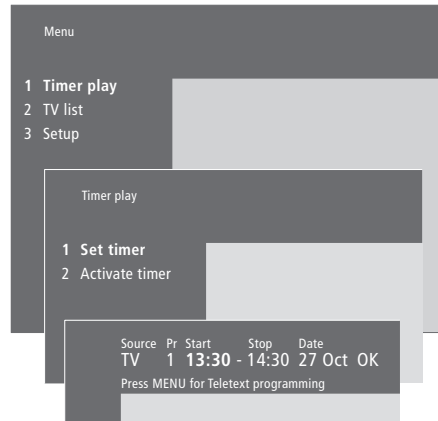 Menu
1 Timer play
2 TV list
3 Setup
Timer play
1 Set timer
2 Activate timer
Source Pr Start Stop Date
TV 1 13:30 - 14:30 27 Oct OK
Press MENU for Teletext programming